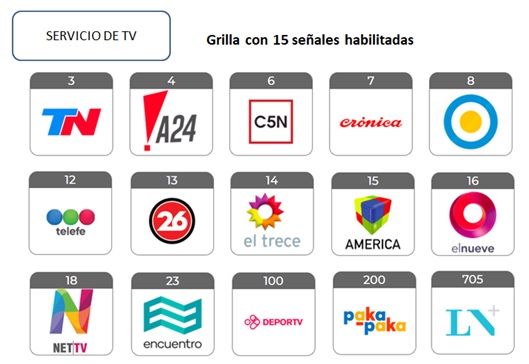 SERVICIO DE TV
Grilla con 15 señales habilitadas
3 4 6 7 8
TN A24 C5N crónica
12 13 14 15 16
telefe 26 el trece AMERICA elnueve
18 23 100 200 705
NET TV encuentro DEPORTV paka-paka LN+